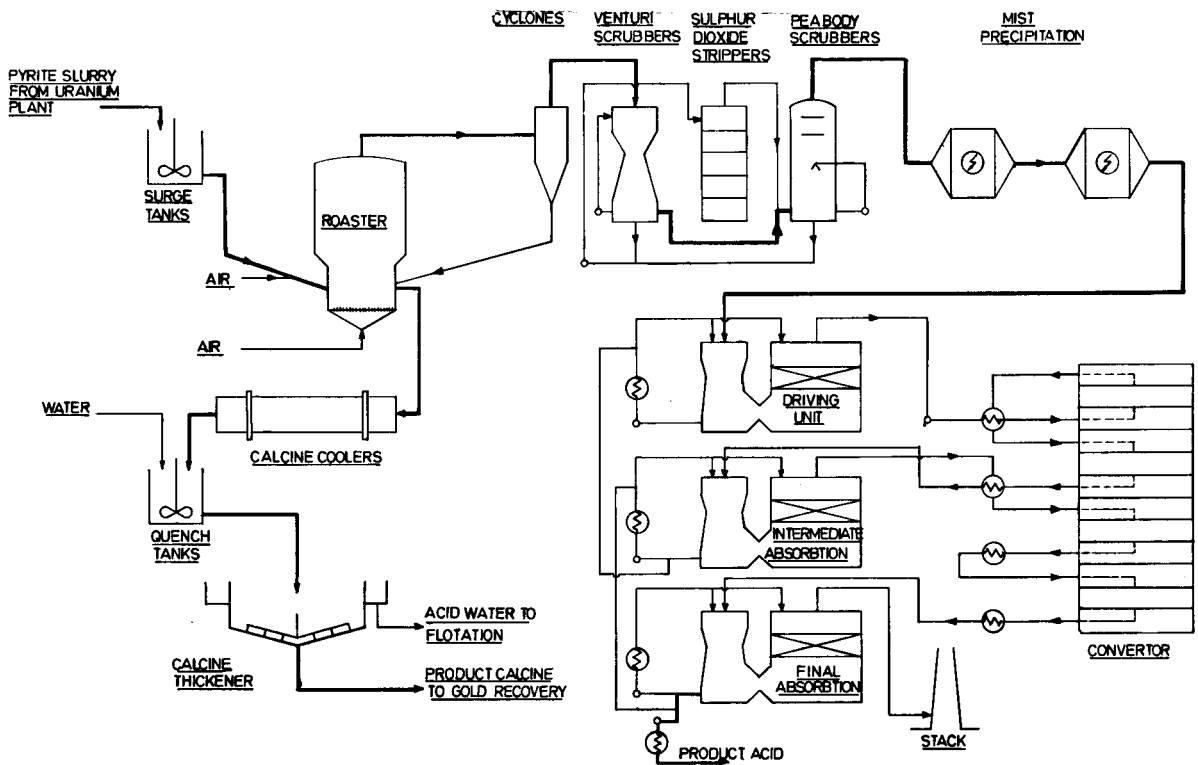 CYCLONES
VENTURI
SCRUBBERS
SULPHUR
DIOXIDE
STRIPPERS
PEABODY
SCRUBBERS
MIST
PRECIPITATION
PYRITE SLURRY
FROM URANIUM
PLANT
SURGE
TANKS
ROASTER
AIR
AIR
WATER
CALCINE COOLERS
QUENCH
TANKS
CALCINE
THICKENER
ACID WATER TO
FLOTATION
PRODUCT CALCINE
TO GOLD RECOVERY
DRIVING
UNIT
INTERMEDIATE
ABSORBTION
FINAL
ABSORBTION
CONVERTOR
STACK
PRODUCT ACID